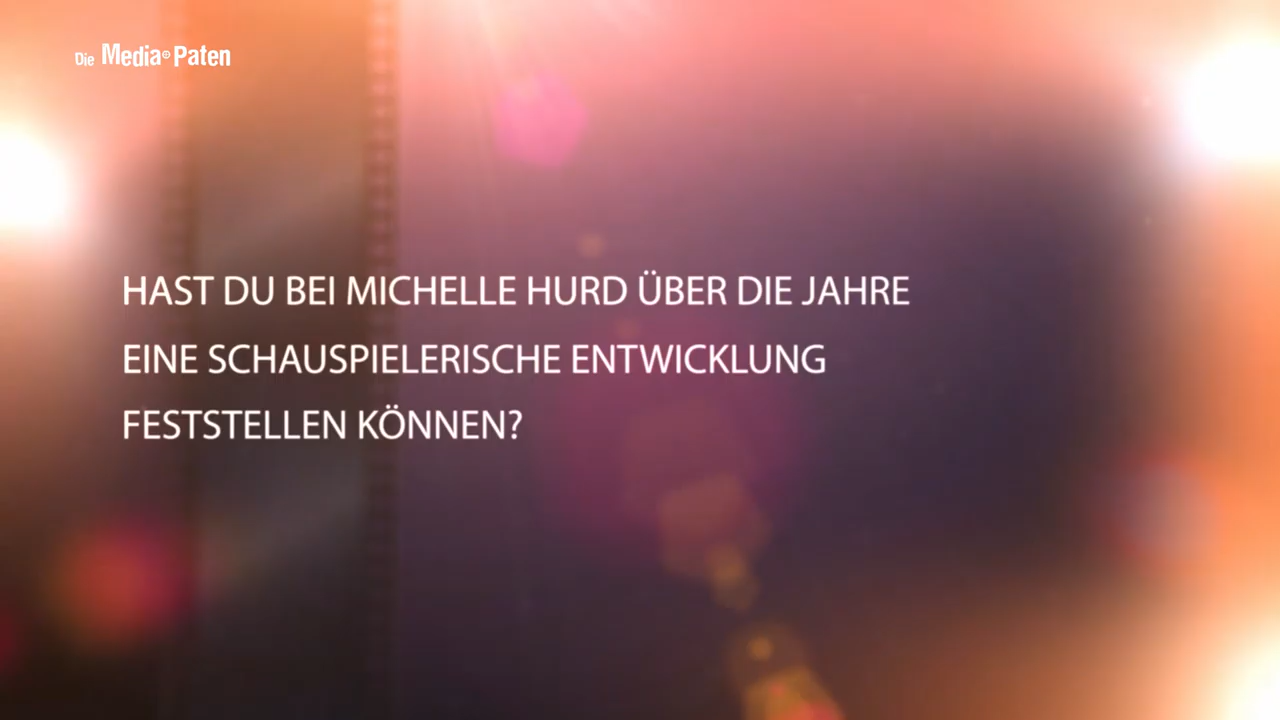 Die Media Paten
HAST DU BEI MICHELLE HURD ÜBER DIE JAHRE
EINE SCHAUSPIELERISCHE ENTWICKLUNG
FESTSTELLEN KÖNNEN?